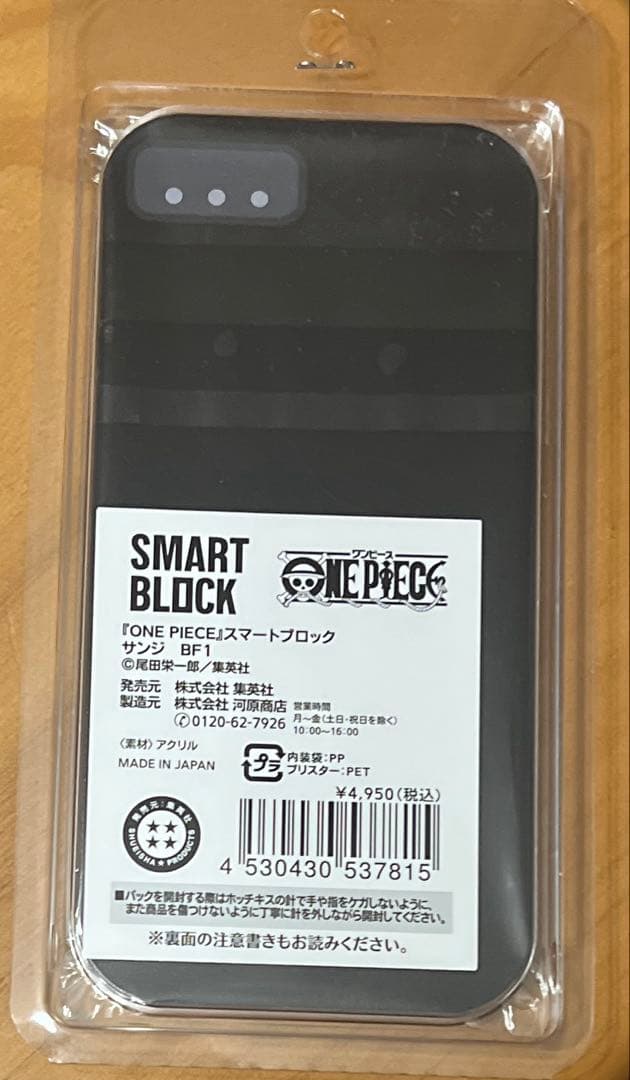 SMART
BLOCK
ワンピース
ONE PIECE
『ONE PIECE』スマートブロック
サンジ BF1
©尾田栄一郎／集英社
発売元 株式会社 集英社
製造元 株式会社 河原商店
0120-62-7926
営業時間
月〜金（土日・祝日を除く）
10:00〜16:00
〈素材〉アクリル
MADE IN JAPAN
プラ
内装袋：PP
ブリスター：PET
¥4,950（税込）
発売元：集英社
SHUEISHA★PRODUCTS
4 530430 537815
■パックを開封する際はホッチキスの針で手や指をケガしないように、
また商品を傷つけないように丁寧に針を外しながら開封してください。
※裏面の注意書きもお読みください。